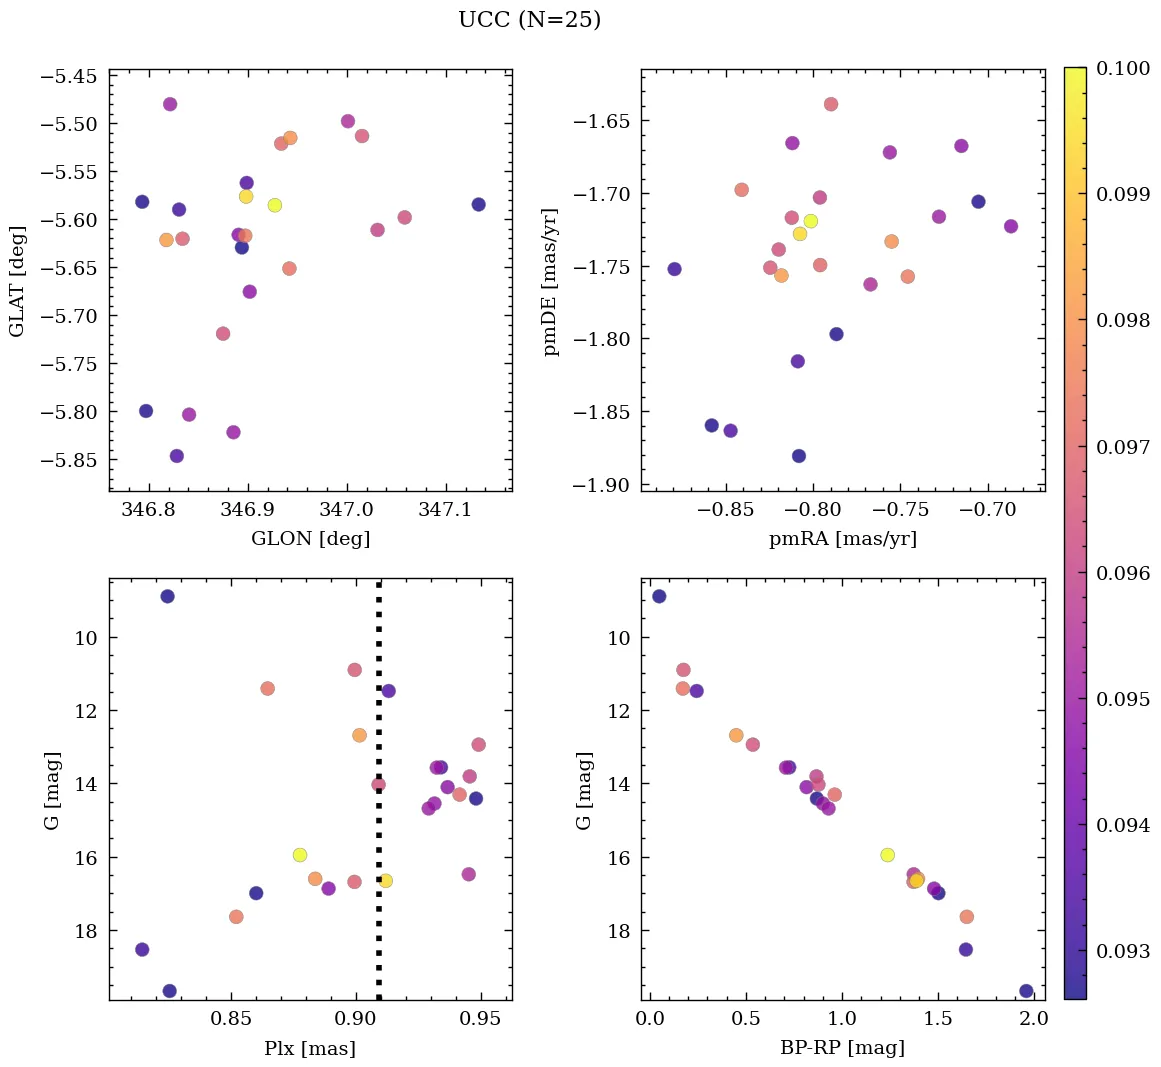 UCC (N=25)
−5.45
−5.50
−5.55
−5.60
−5.65
−5.70
−5.75
−5.80
−5.85
GLAT [deg]
346.8 346.9 347.0 347.1
GLON [deg]
−1.65
−1.70
−1.75
−1.80
−1.85
−1.90
pmDE [mas/yr]
−0.85 −0.80 −0.75 −0.70
pmRA [mas/yr]
0.100
0.099
0.098
0.097
0.096
0.095
0.094
0.093
10
12
14
16
18
G [mag]
0.85 0.90 0.95
Plx [mas]
10
12
14
16
18
G [mag]
0.0 0.5 1.0 1.5 2.0
BP-RP [mag]